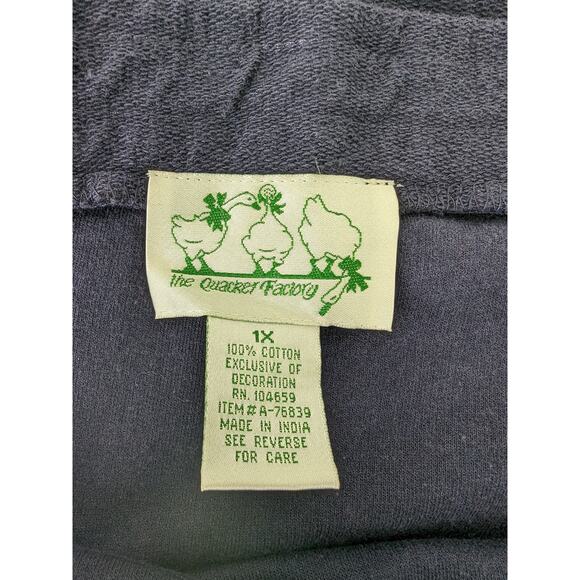 the Quacker Factory
1X
100% COTTON
EXCLUSIVE OF
DECORATION
RN. 104659
ITEM# A-76839
MADE IN INDIA
SEE REVERSE
FOR CARE